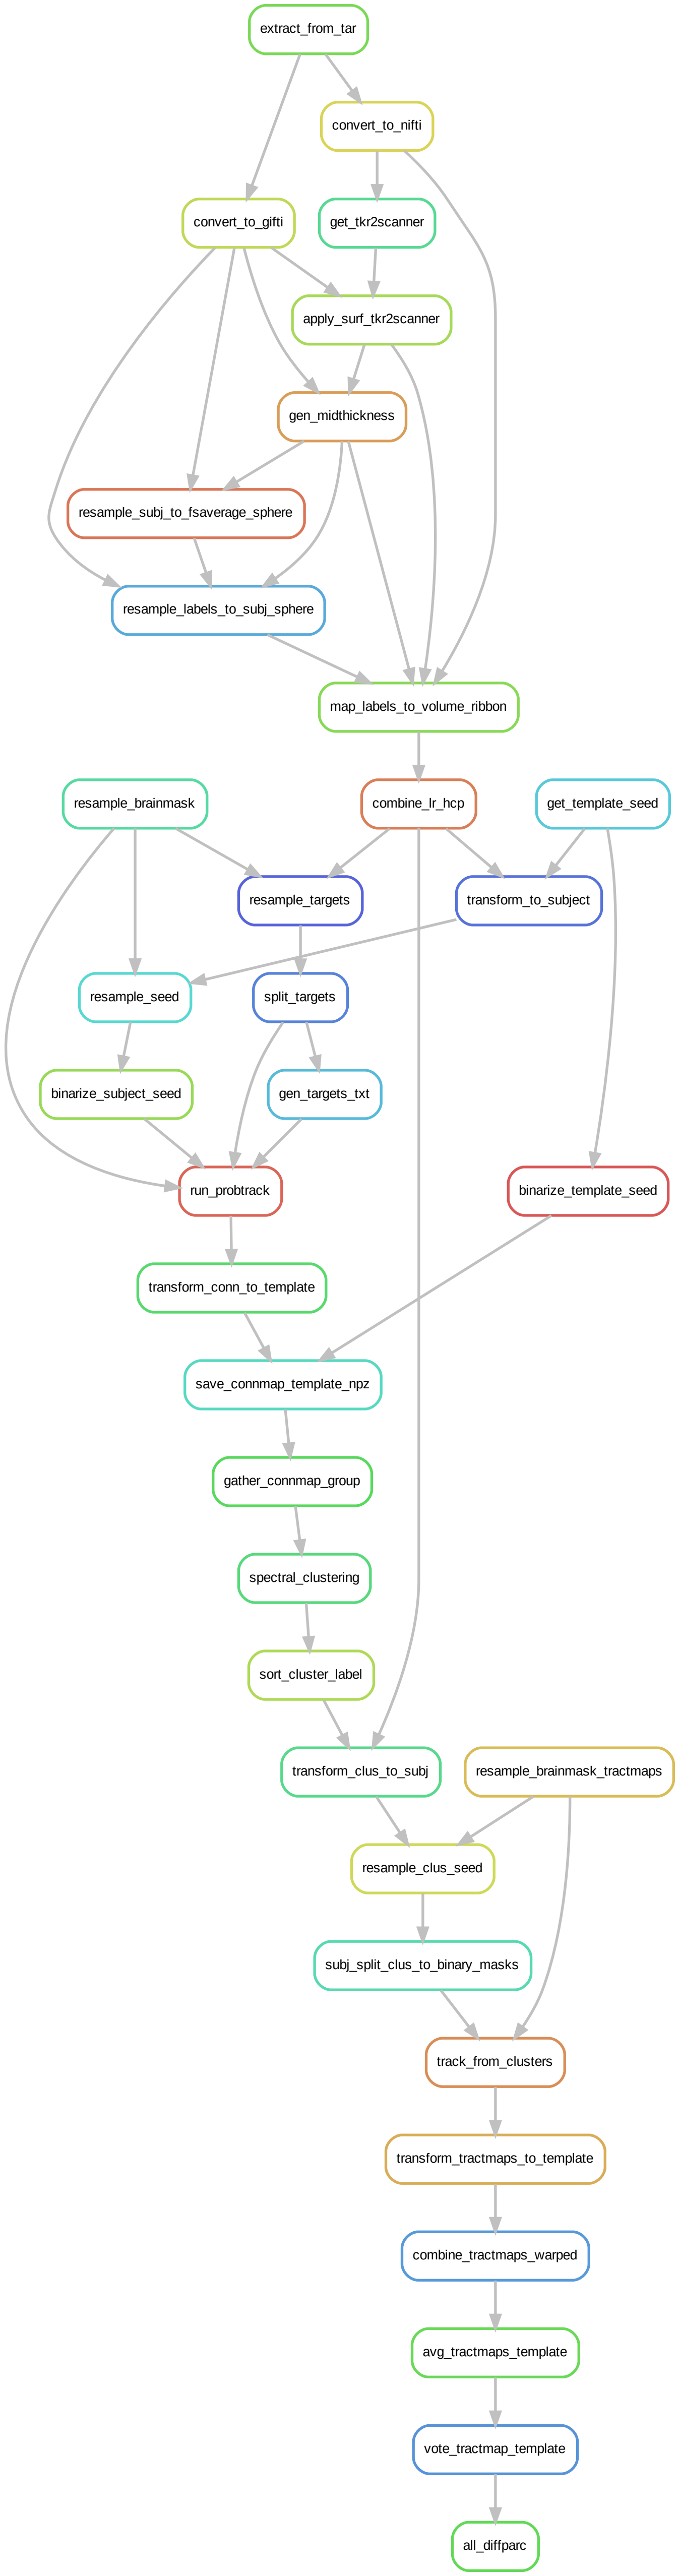 extract_from_tar
convert_to_nifti
convert_to_gifti
get_tkr2scanner
apply_surf_tkr2scanner
gen_midthickness
resample_subj_to_fsaverage_sphere
resample_labels_to_subj_sphere
map_labels_to_volume_ribbon
resample_brainmask
combine_lr_hcp
get_template_seed
resample_targets
transform_to_subject
resample_seed
split_targets
binarize_subject_seed
gen_targets_txt
run_probtrack
binarize_template_seed
transform_conn_to_template
save_connmap_template_npz
gather_connmap_group
spectral_clustering
sort_cluster_label
transform_clus_to_subj
resample_brainmask_tractmaps
resample_clus_seed
subj_split_clus_to_binary_masks
track_from_clusters
transform_tractmaps_to_template
combine_tractmaps_warped
avg_tractmaps_template
vote_tractmap_template
all_diffparc